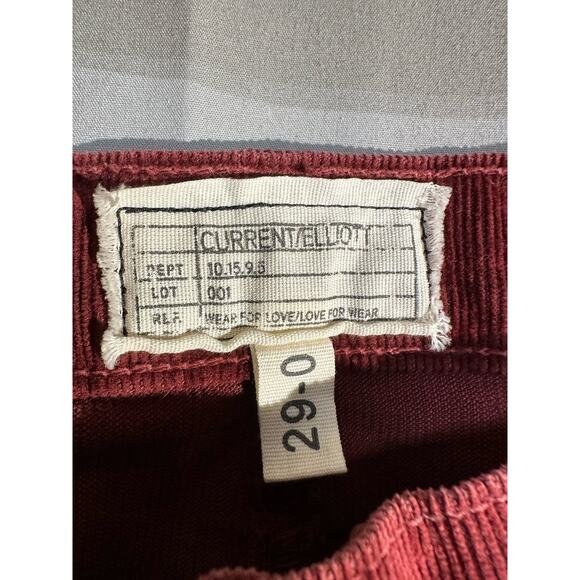 CURRENT/ELLIOTT
DEPT 10.15.9.5
LOT 001
REF. WEAR FOR LOVE/LOVE FOR WEAR
29-0